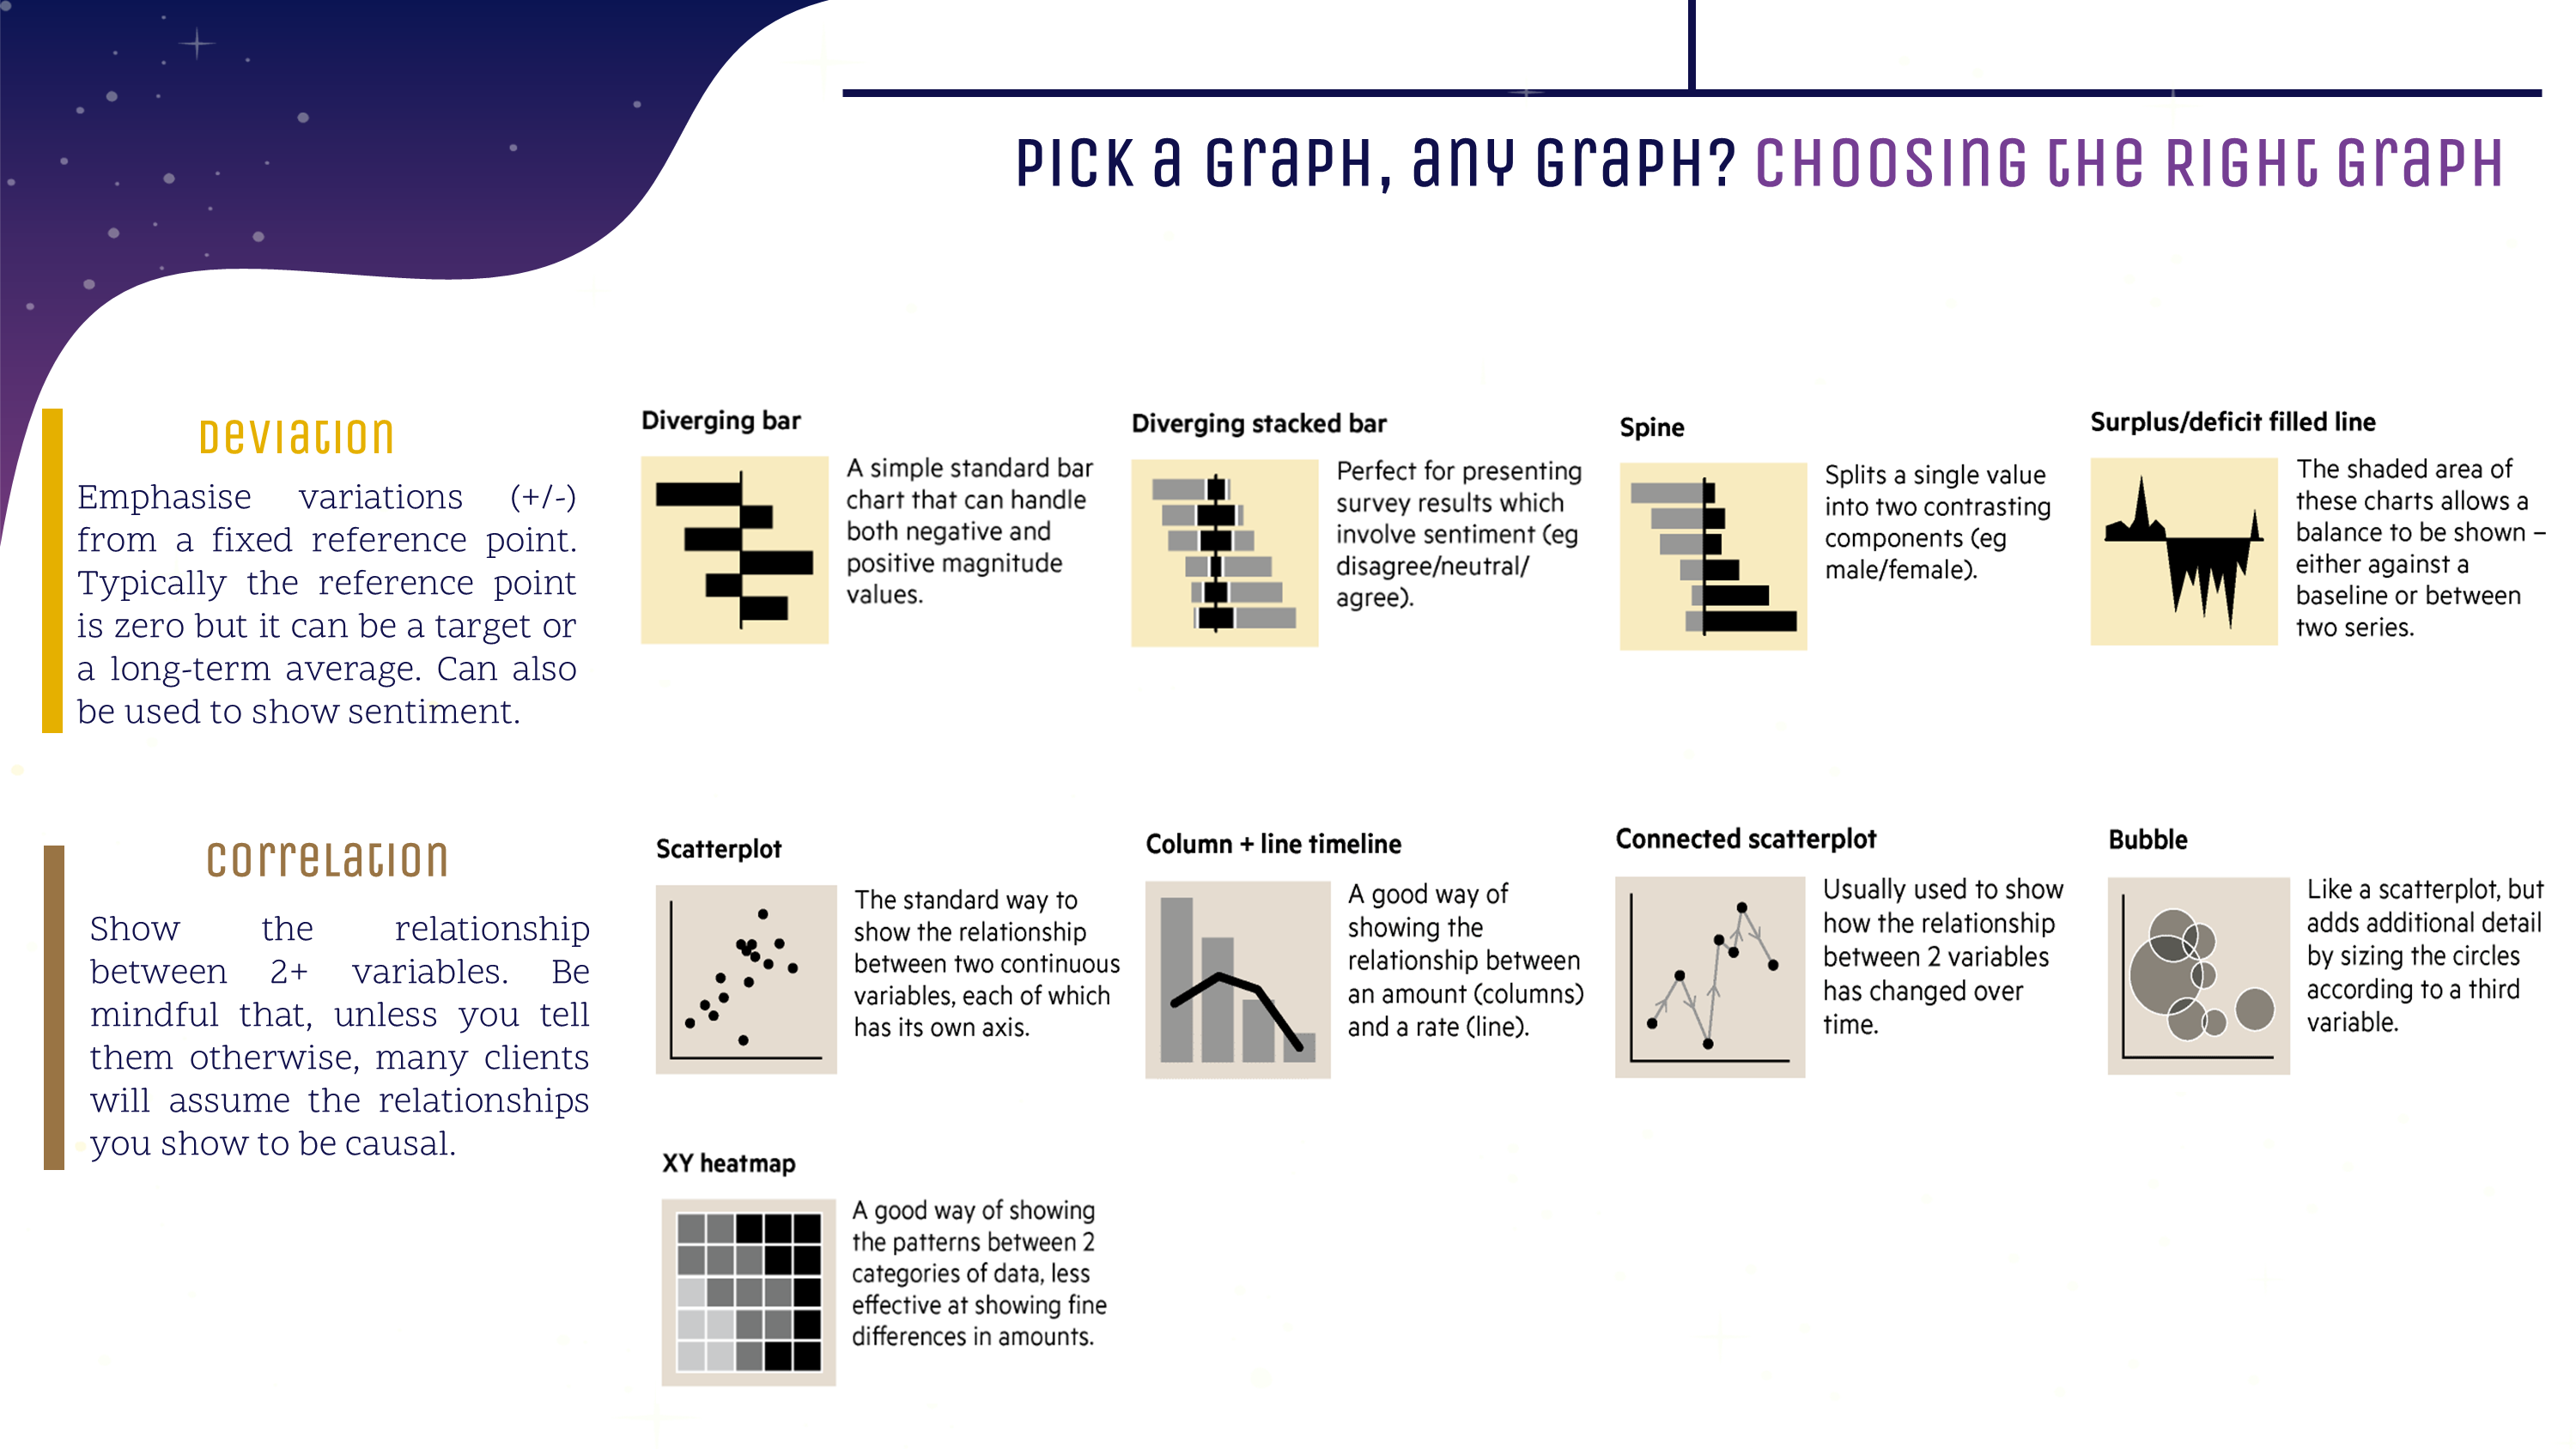 PICK a GraPH, any GraPH? CHOOSING tHe RIGHt GraPH
Deviation
Emphasise variations (+/-)
from a fixed reference point.
Typically the reference point
is zero but it can be a target or
a long-term average. Can also
be used to show sentiment.
Diverging bar
A simple standard bar
chart that can handle
both negative and
positive magnitude
values.
Diverging stacked bar
Perfect for presenting
survey results which
involve sentiment (eg
disagree/neutral/
agree).
Spine
Splits a single value
into two contrasting
components (eg
male/female).
Surplus/deficit filled line
The shaded area of
these charts allows a
balance to be shown –
either against a
baseline or between
two series.
Correlation
Show the relationship
between 2+ variables. Be
mindful that, unless you tell
them otherwise, many clients
will assume the relationships
you show to be causal.
Scatterplot
The standard way to
show the relationship
between two continuous
variables, each of which
has its own axis.
Column + line timeline
A good way of
showing the
relationship between
an amount (columns)
and a rate (line).
Connected scatterplot
Usually used to show
how the relationship
between 2 variables
has changed over
time.
Bubble
Like a scatterplot, but
adds additional detail
by sizing the circles
according to a third
variable.
XY heatmap
A good way of showing
the patterns between 2
categories of data, less
effective at showing fine
differences in amounts.